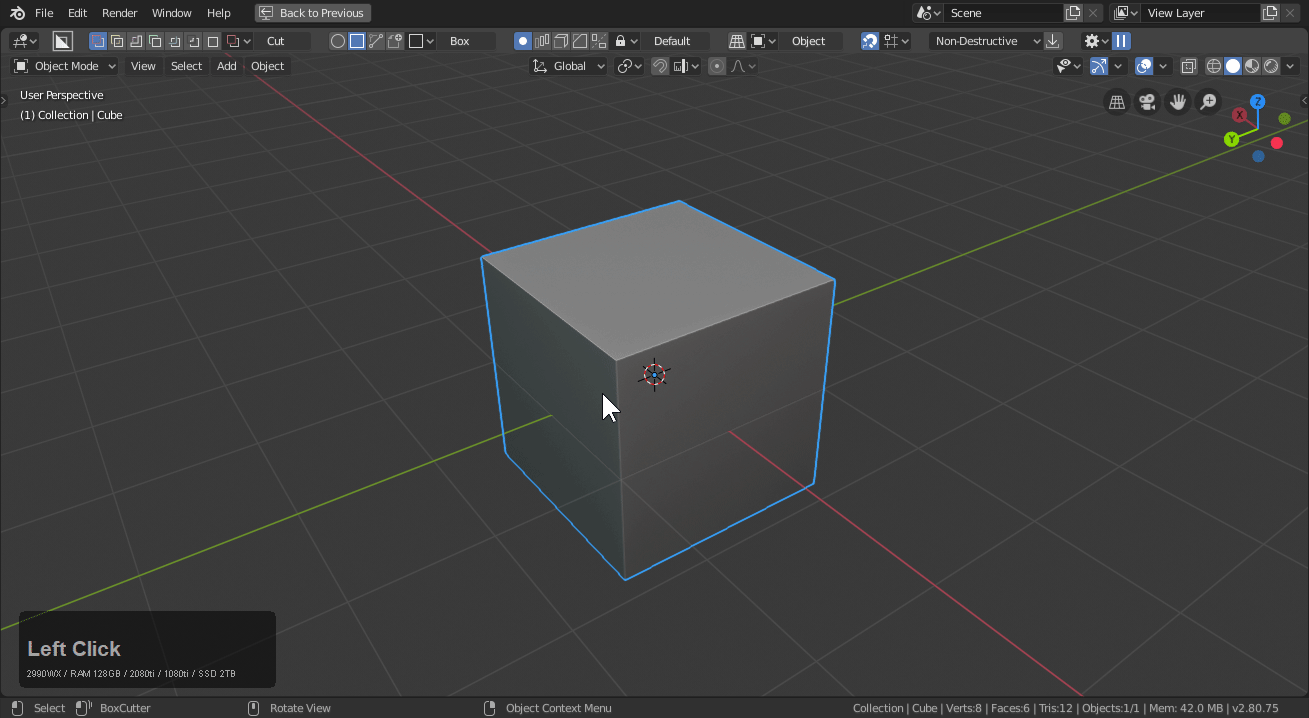 File Edit Render Window Help Back to Previous Scene View Layer
Cut Box Default Object Non-Destructive
Object Mode View Select Add Object Global
User Perspective
(1) Collection | Cube
Z
X
Y
Left Click
2990WX / RAM 128GB / 2080ti / 1080ti / SSD 2TB
Select BoxCutter Rotate View Object Context Menu Collection | Cube | Verts:8 | Faces:6 | Tris:12 | Objects:1/1 | Mem: 42.0 MB | v2.80.75